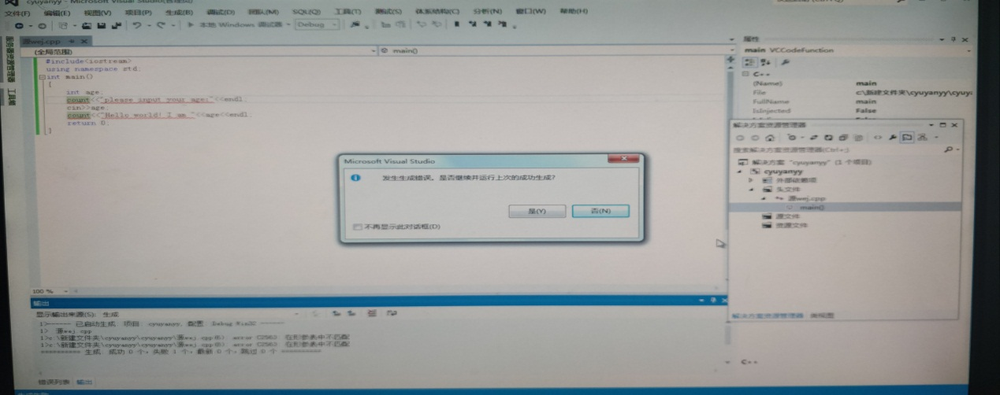 cyuyanyy - Microsoft Visual Studio
文件(F) 编辑(E) 视图(V) 项目(P) 生成(B) 调试(D) 团队(M) SQL(Q) 工具(T) 测试(S) 体系结构(C) 分析(N) 窗口(W) 帮助(H)
本地 Windows 调试器 Debug
服务器资源管理器 工具箱
源wej.cpp
(全局范围) main()
#include<iostream>
using namespace std;
int main()
{
int age;
count<<"please input your age:"<<endl;
cin>>age;
count<<"Hello world! I am "<<age<<endl;
return 0;
}
100 %
属性
main VCCodeFunction
C++
(Name) main
File c:\新建文件夹\cyuyanyy\cyuy
FullName main
IsInjected False
解决方案资源管理器
搜索解决方案资源管理器(Ctrl+;)
解决方案 "cyuyanyy" (1 个项目)
cyuyanyy
外部依赖项
头文件
源wej.cpp
main()
源文件
资源文件
解决方案资源管理器 类视图
C++
Microsoft Visual Studio
发生生成错误。是否继续并运行上次的成功生成?
是(Y) 否(N)
不再显示此对话框(D)
输出
显示输出来源(S): 生成
1>------ 已启动生成: 项目: cyuyanyy, 配置: Debug Win32 ------
1> 源wej.cpp
1>c:\新建文件夹\cyuyanyy\cyuyanyy\源wej.cpp(6): error C2563: 在形参表中不匹配
1>c:\新建文件夹\cyuyanyy\cyuyanyy\源wej.cpp(8): error C2563: 在形参表中不匹配
========== 生成: 成功 0 个，失败 1 个，最新 0 个，跳过 0 个 ==========
错误列表 输出